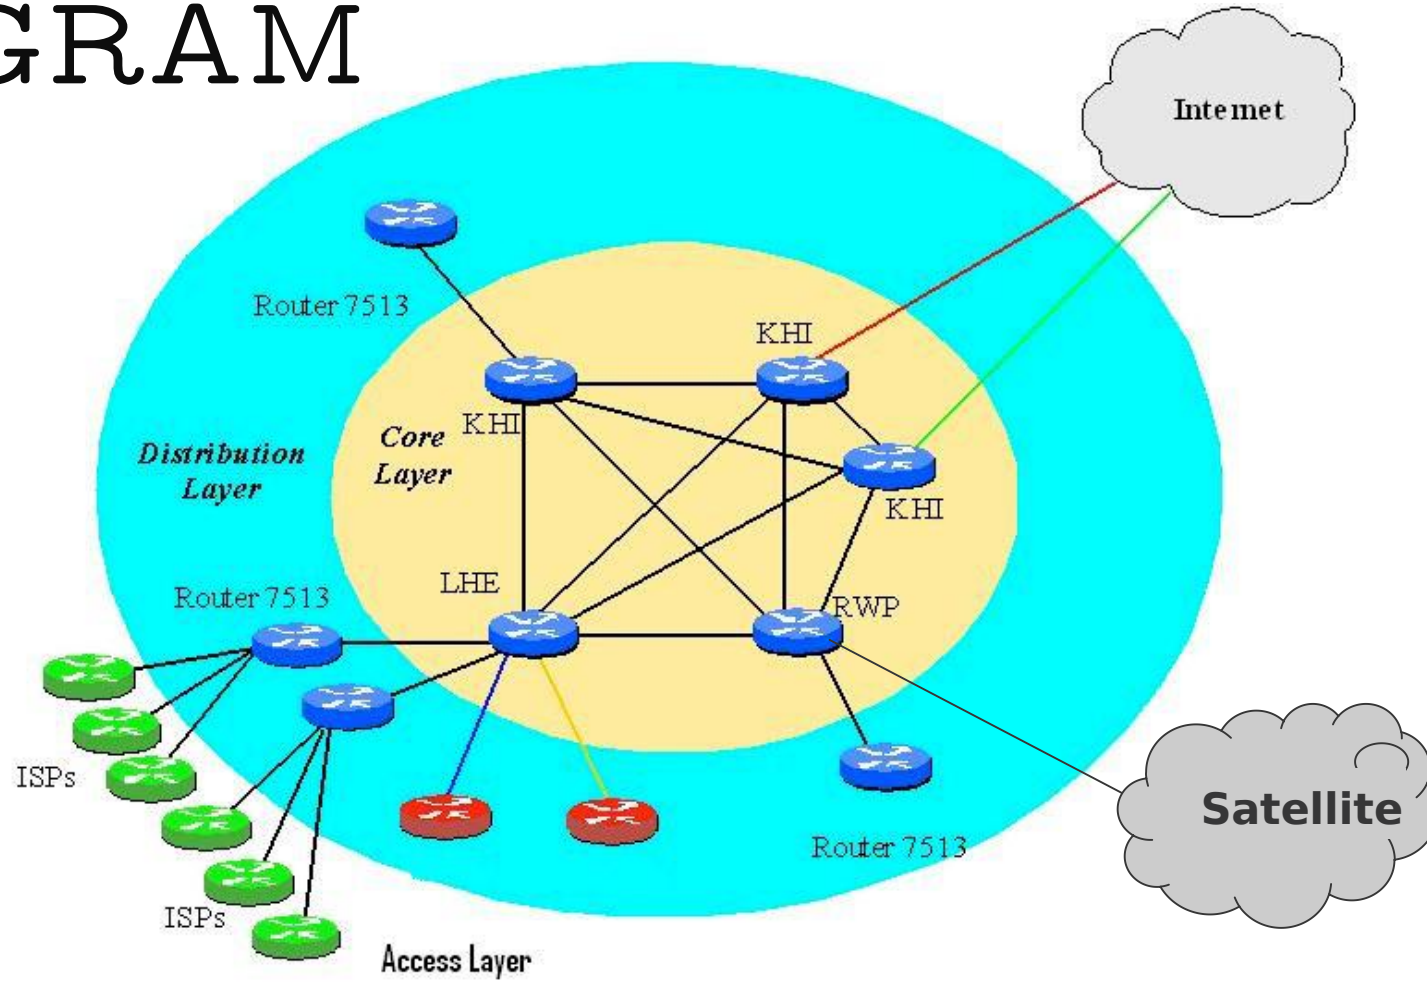 GRAM
Internet
Router 7513
KHI
KHI
Core
Layer
Distribution
Layer
KHI
LHE
Router 7513
RWP
ISPs
Satellite
Router 7513
ISPs
Access Layer